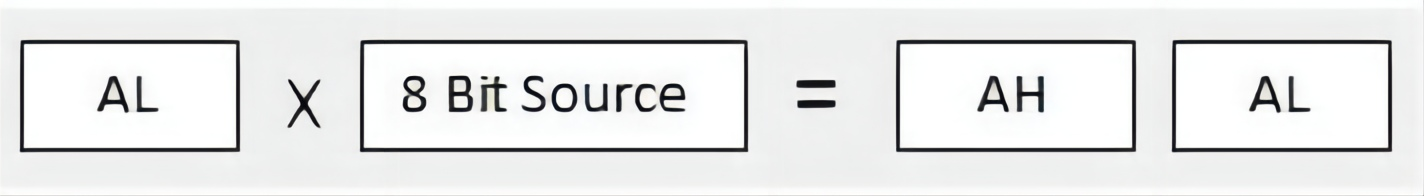 AL X 8 Bit Source = AH AL